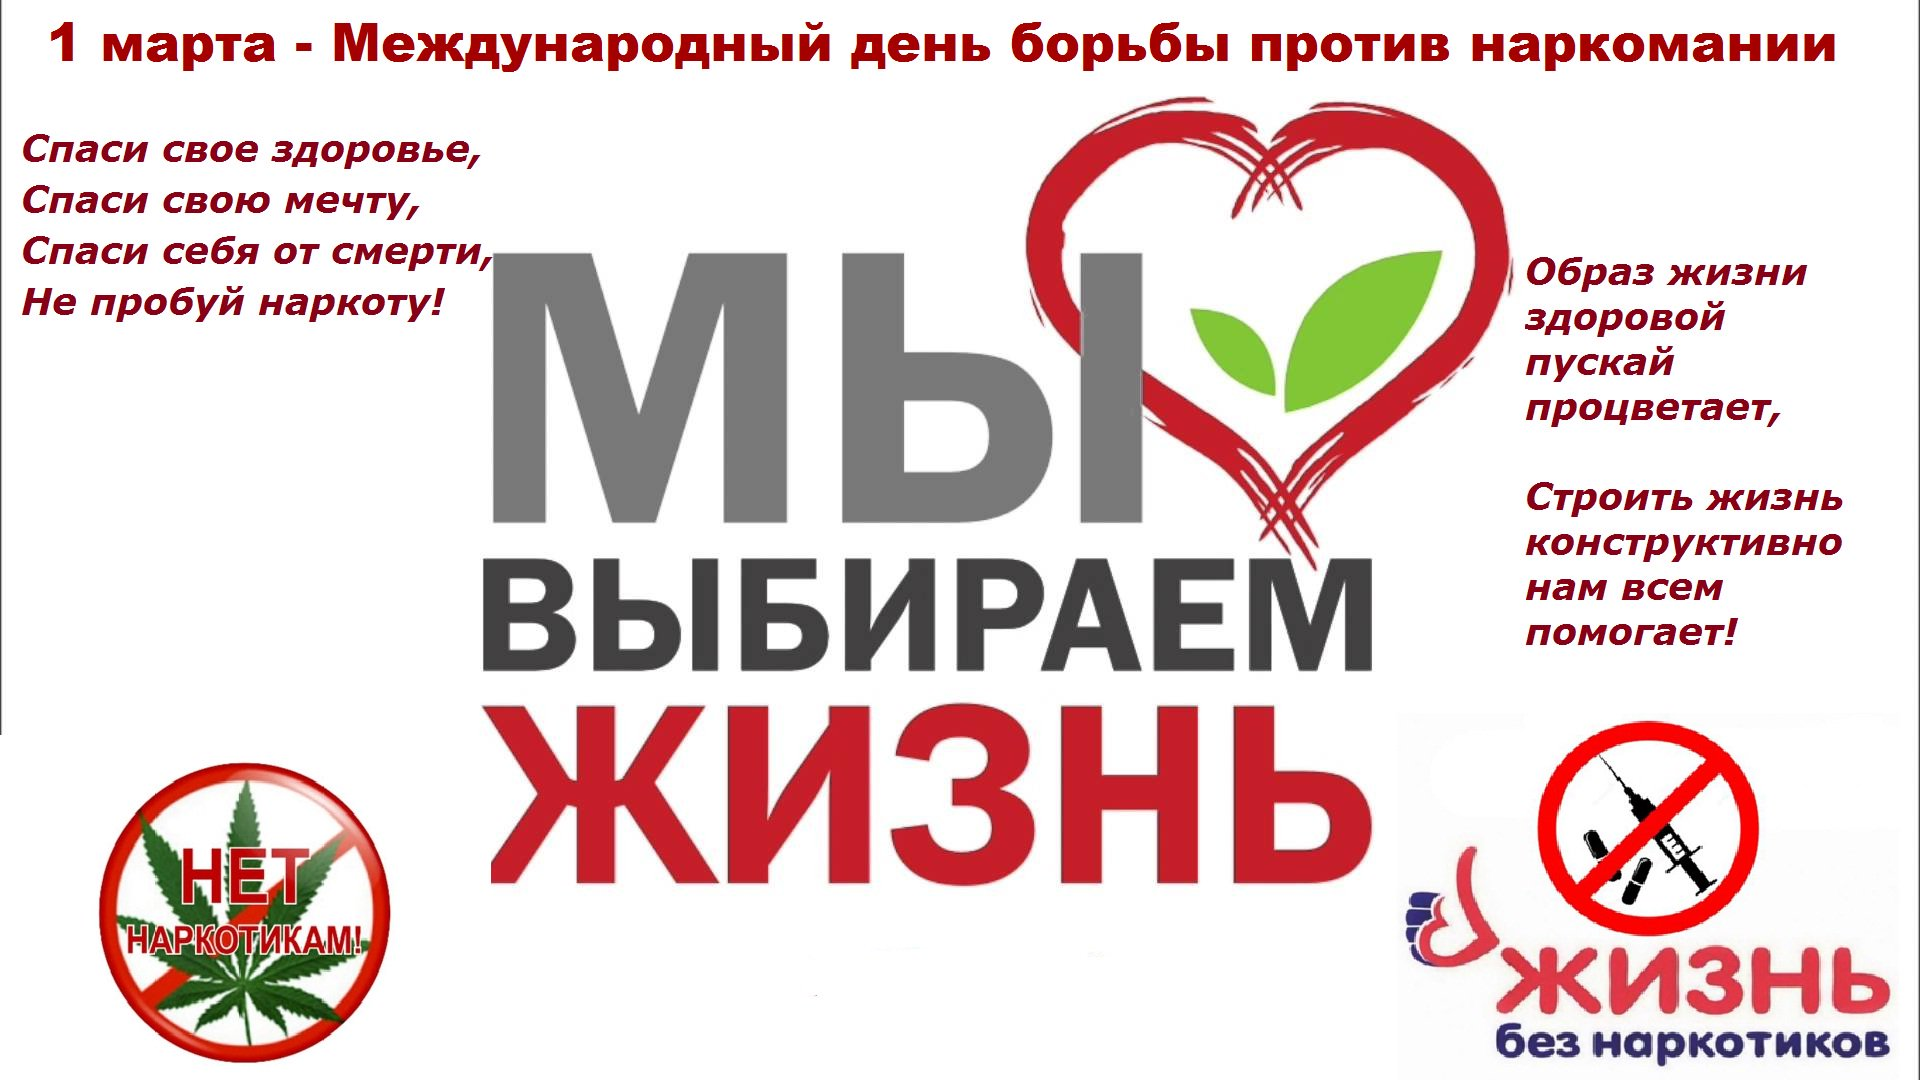 1 марта - Международный день борьбы против наркомании
Спаси свое здоровье,
Спаси свою мечту,
Спаси себя от смерти,
Не пробуй наркоту!
МЫ
ВЫБИРАЕМ
ЖИЗНЬ
Образ жизни
здоровой
пускай
процветает,
Строить жизнь
конструктивно
нам всем
помогает!
НЕТ
НАРКОТИКАМ!
ЖИЗНЬ
без наркотиков